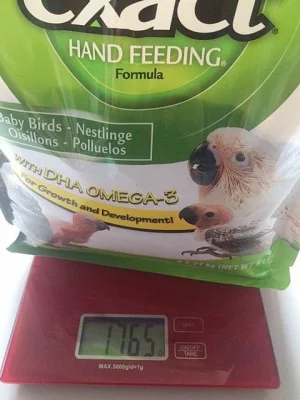 exact
HAND FEEDING®
Formula
Baby Birds - Nestlinge
Oisillons - Polluelos
WITH DHA OMEGA-3
For Growth and Development!
1765g
UNIT
ON/OFF
TARE
MAX.5000g d=1g